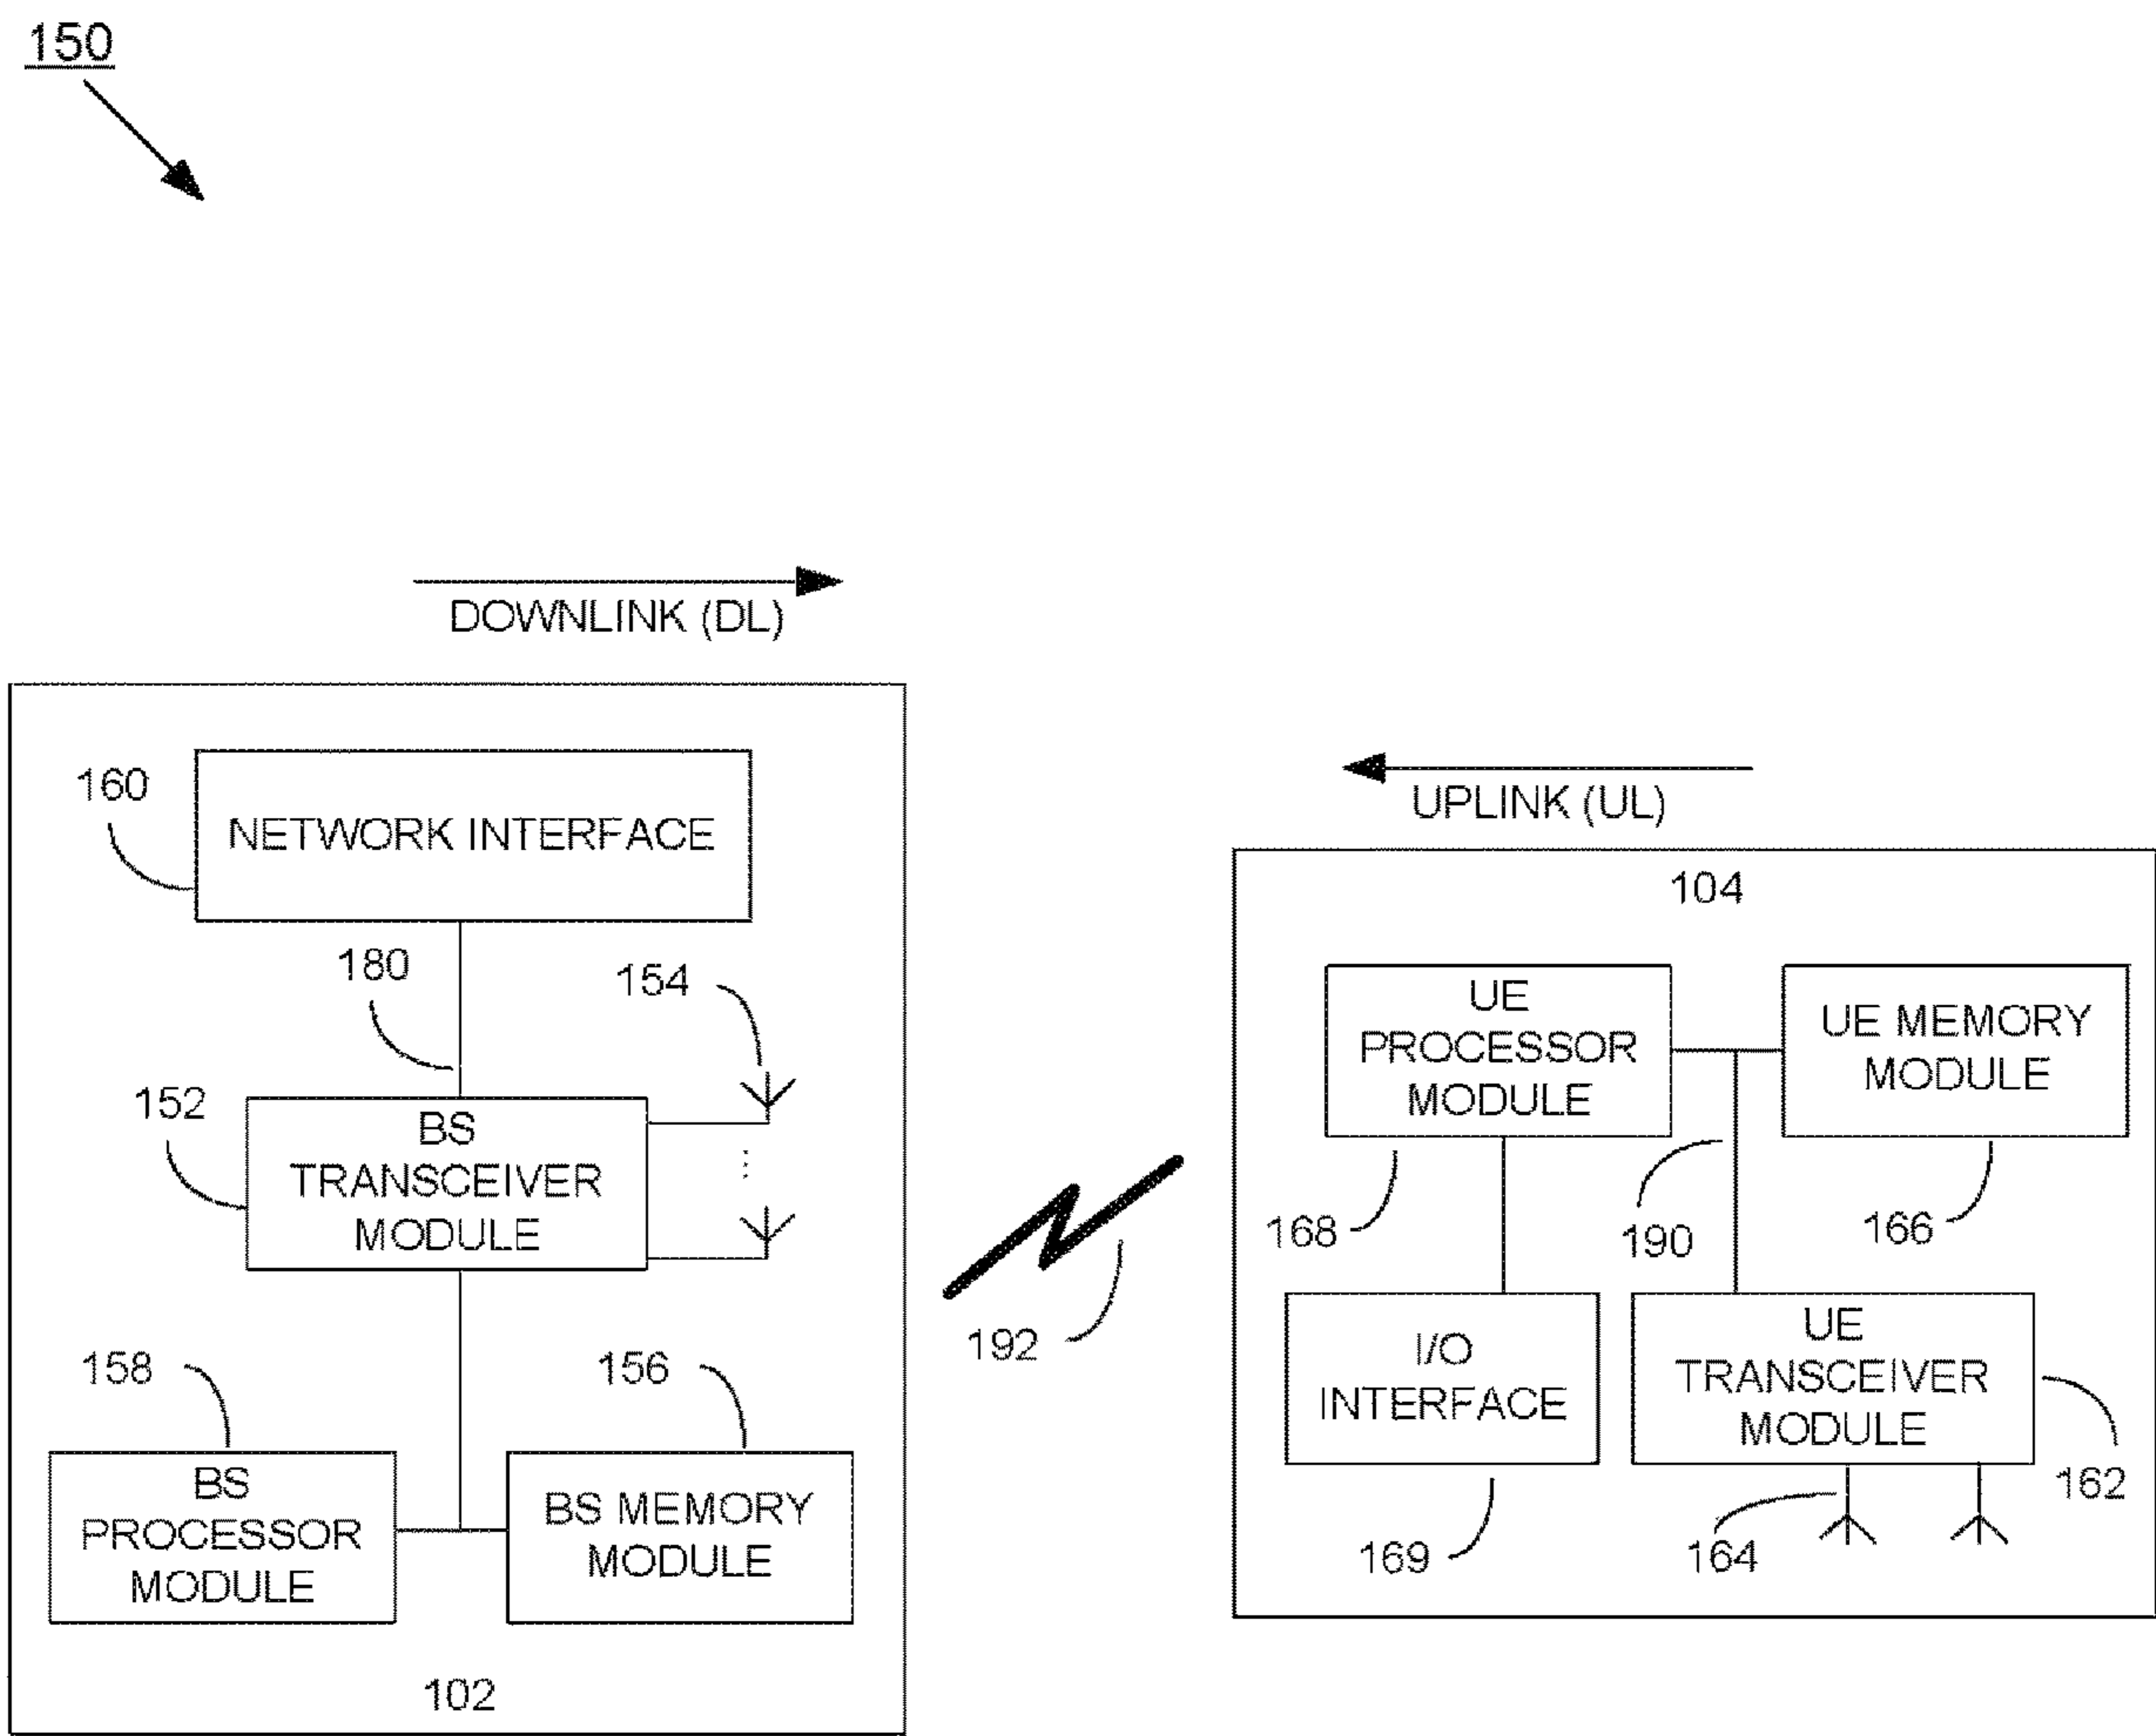 150
DOWNLINK (DL)
160
NETWORK INTERFACE
180
154
152
BS
TRANSCEIVER
MODULE
158
156
BS
PROCESSOR
MODULE
BS MEMORY
MODULE
102
192
UPLINK (UL)
104
UE
PROCESSOR
MODULE
UE MEMORY
MODULE
168
190
166
I/O
INTERFACE
UE
TRANSCEIVER
MODULE
169
164
162